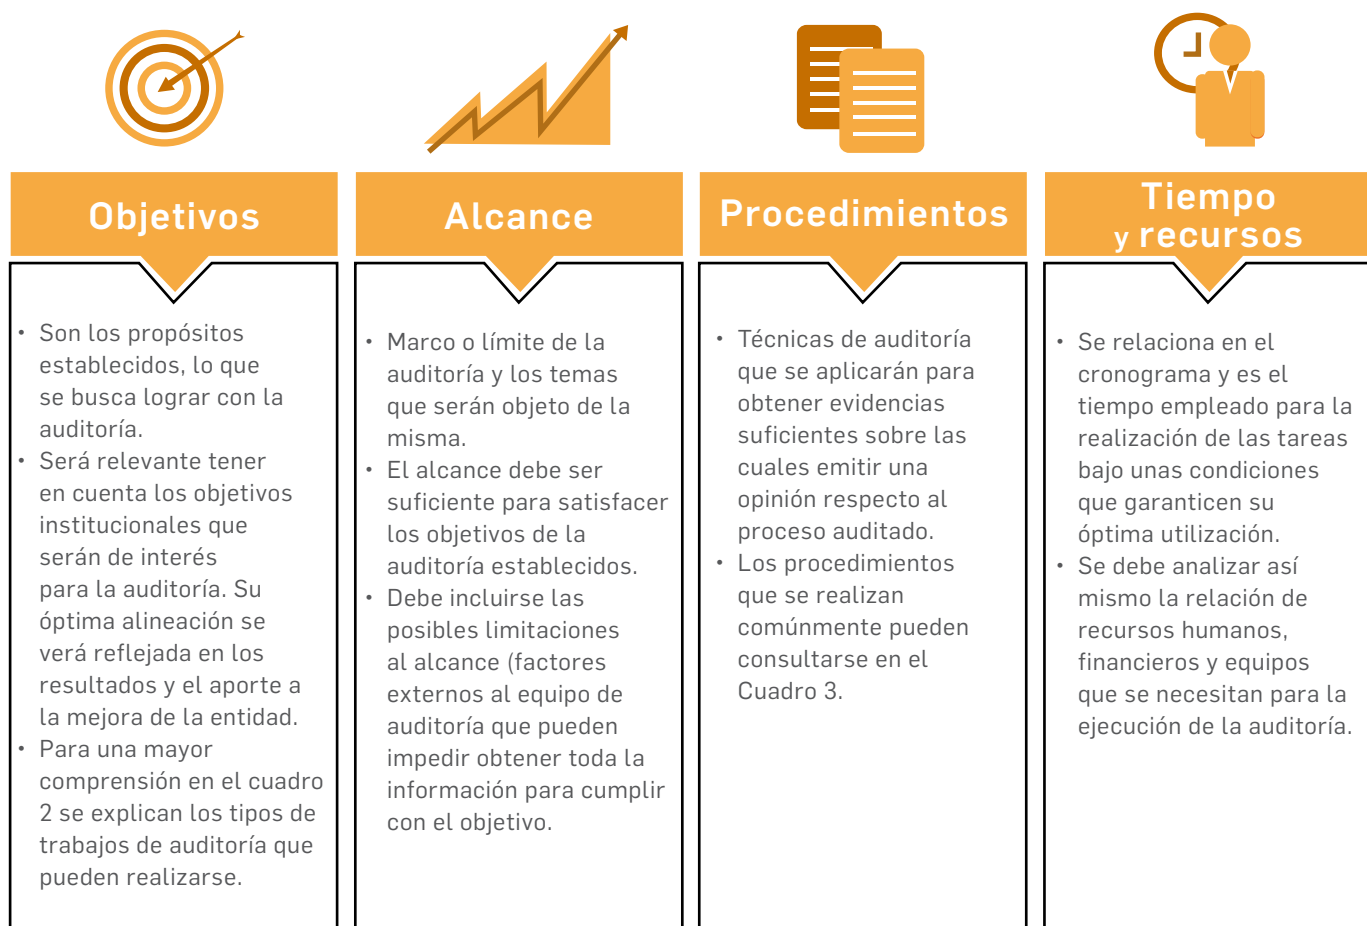 Objetivos
• Son los propósitos
establecidos, lo que
se busca lograr con la
auditoría.
• Será relevante tener
en cuenta los objetivos
institucionales que
serán de interés
para la auditoría. Su
óptima alineación se
verá reflejada en los
resultados y el aporte a
la mejora de la entidad.
• Para una mayor
comprensión en el cuadro
2 se explican los tipos de
trabajos de auditoría que
pueden realizarse.
Alcance
• Marco o límite de la
auditoría y los temas
que serán objeto de la
misma.
• El alcance debe ser
suficiente para satisfacer
los objetivos de la
auditoría establecidos.
• Debe incluirse las
posibles limitaciones
al alcance (factores
externos al equipo de
auditoría que pueden
impedir obtener toda la
información para cumplir
con el objetivo.
Procedimientos
• Técnicas de auditoría
que se aplicarán para
obtener evidencias
suficientes sobre las
cuales emitir una
opinión respecto al
proceso auditado.
• Los procedimientos
que se realizan
comúnmente pueden
consultarse en el
Cuadro 3.
Tiempo
y recursos
• Se relaciona en el
cronograma y es el
tiempo empleado para la
realización de las tareas
bajo unas condiciones
que garanticen su
óptima utilización.
• Se debe analizar así
mismo la relación de
recursos humanos,
financieros y equipos
que se necesitan para la
ejecución de la auditoría.